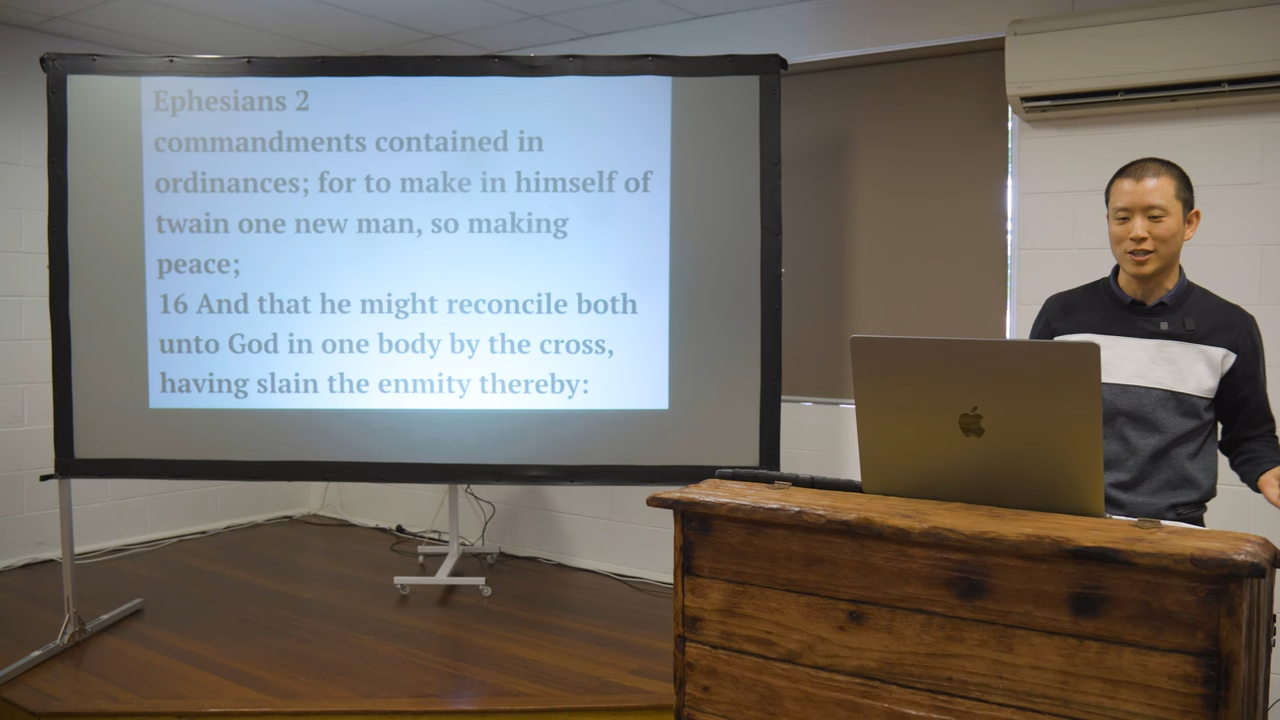 Ephesians 2
commandments contained in
ordinances; for to make in himself of
twain one new man, so making
peace;
16 And that he might reconcile both
unto God in one body by the cross,
having slain the enmity thereby: